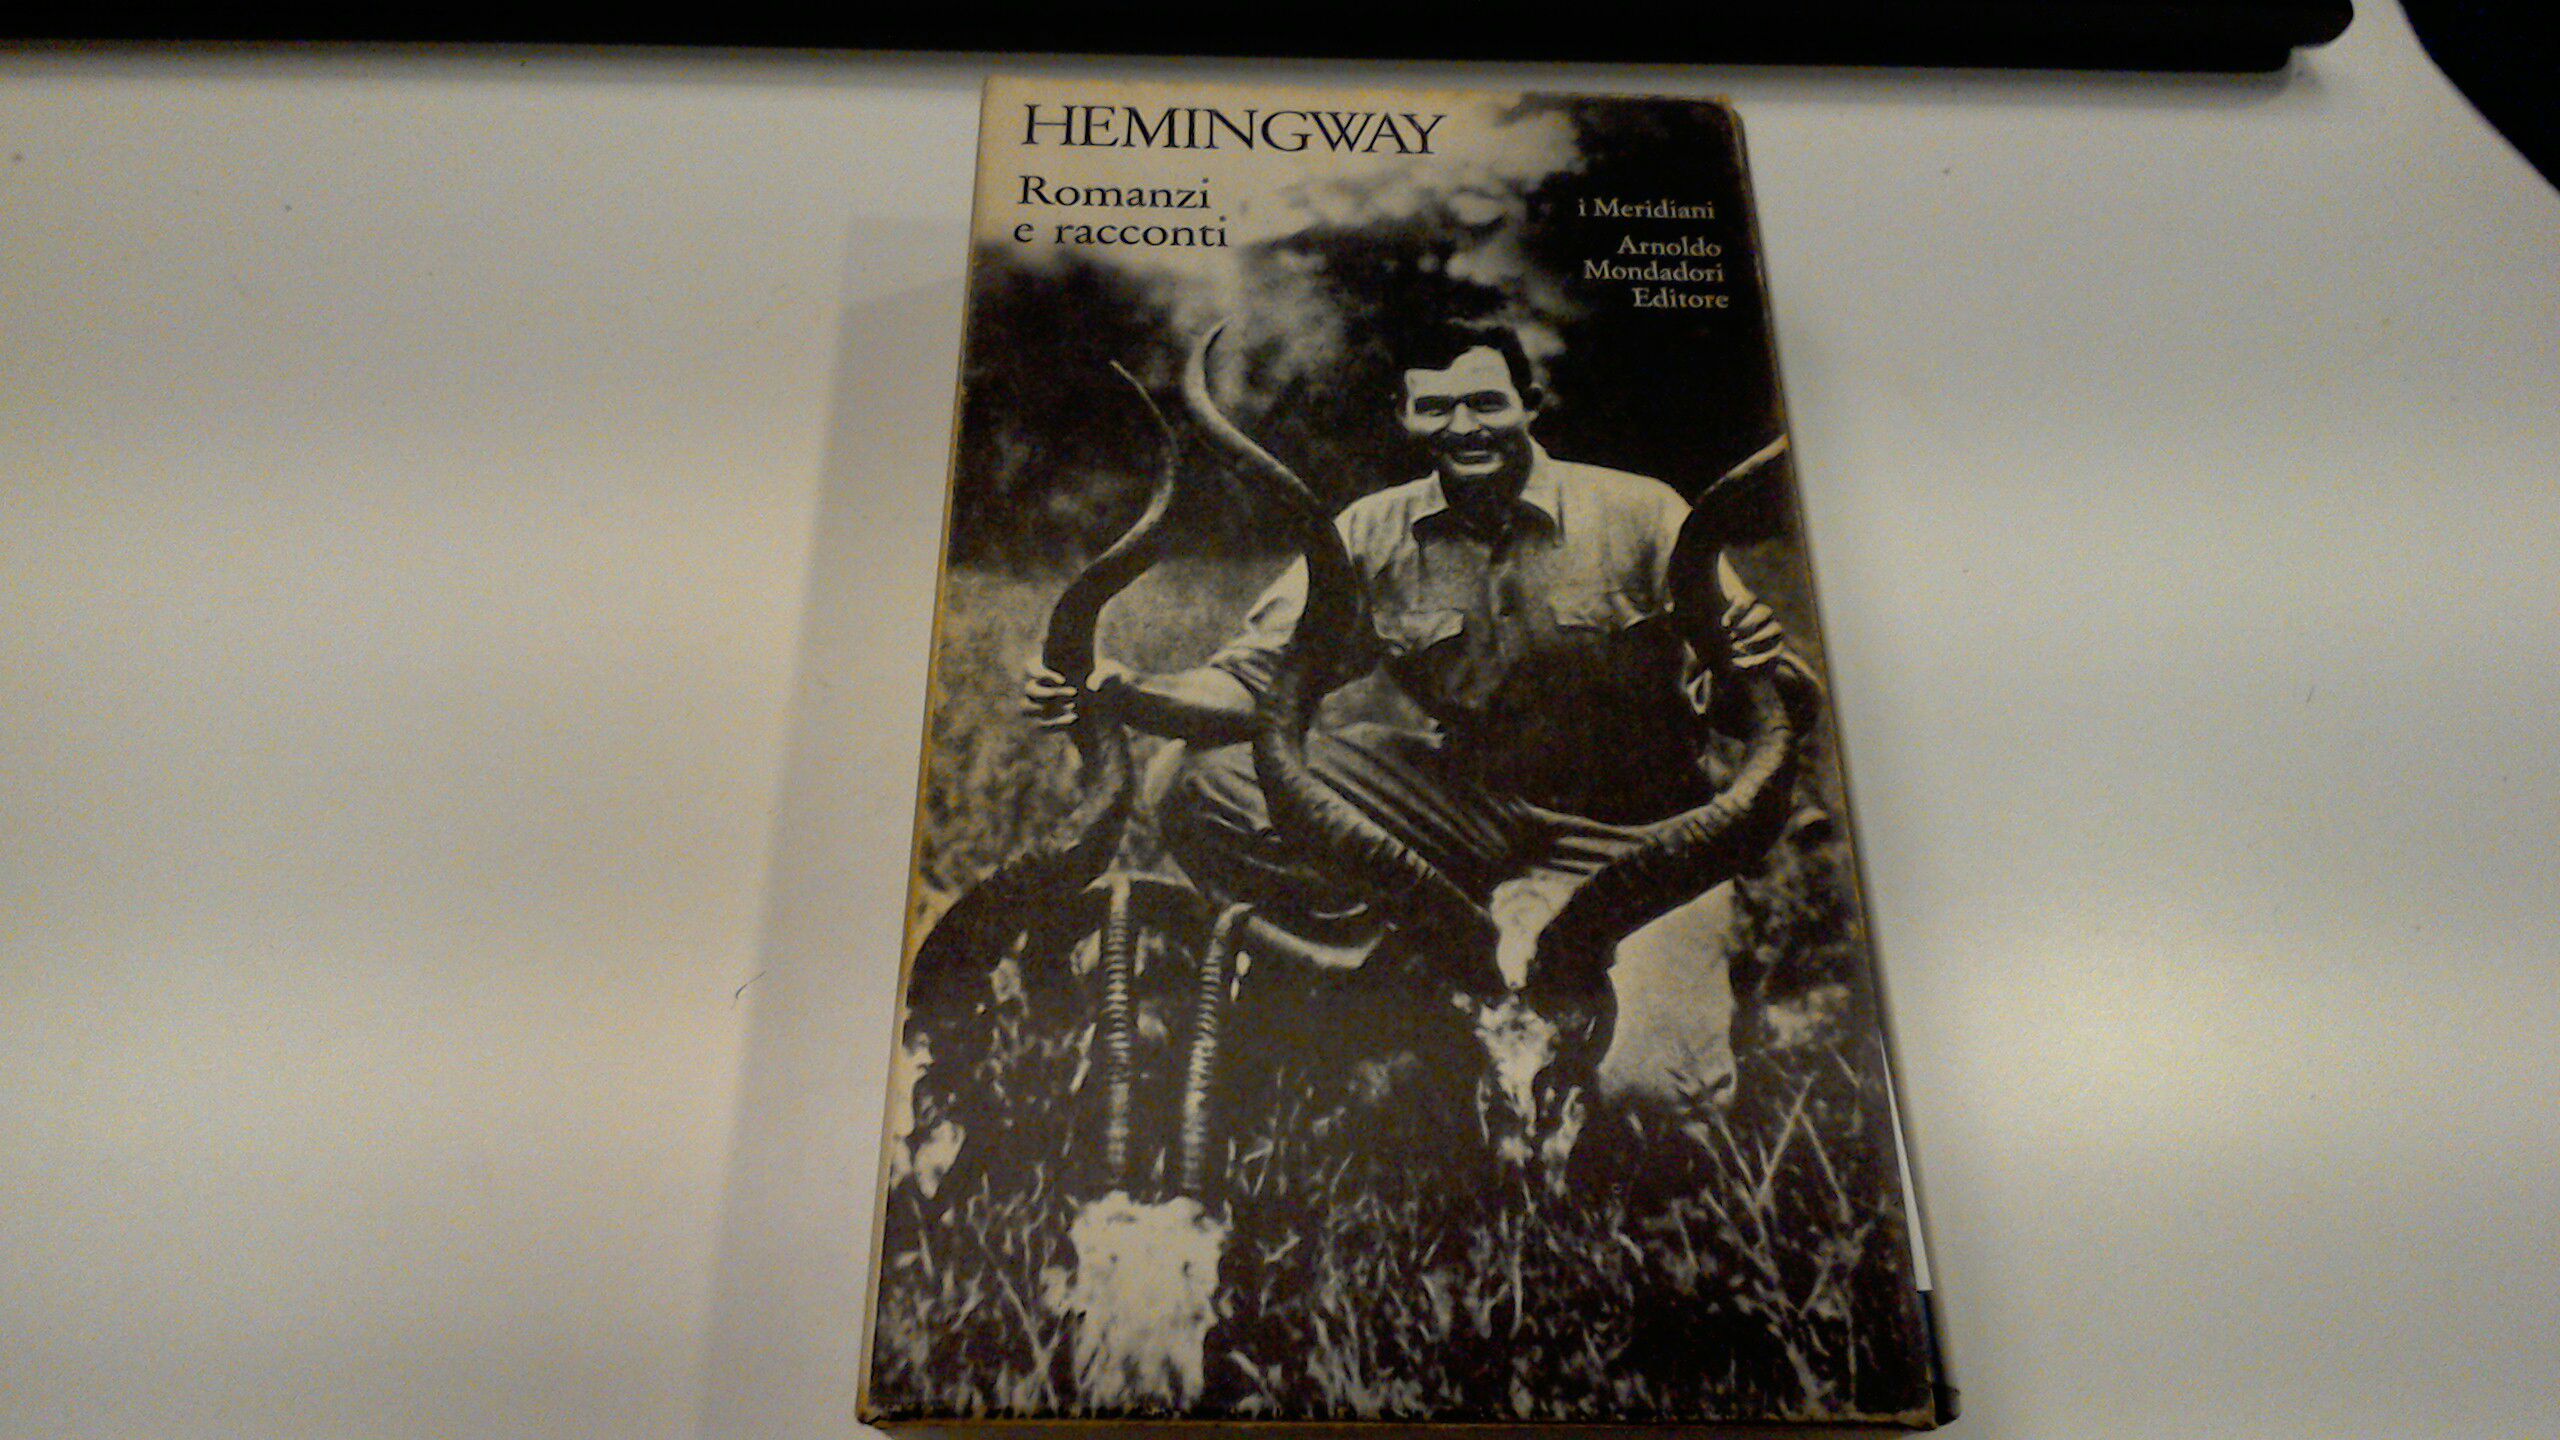 HEMINGWAY
Romanzi
e racconti
i Meridiani
Arnoldo
Mondadori
Editore